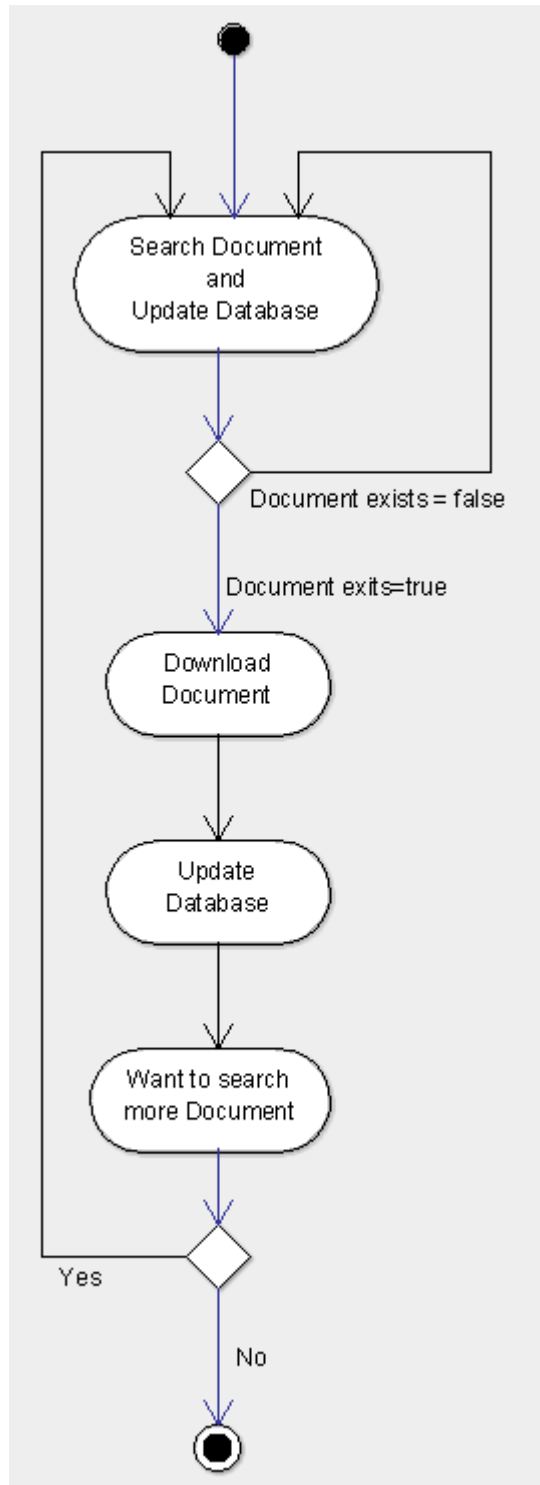 Search Document
and
Update Database
Document exists = false
Document exits=true
Download
Document
Update
Database
Want to search
more Document
Yes
No